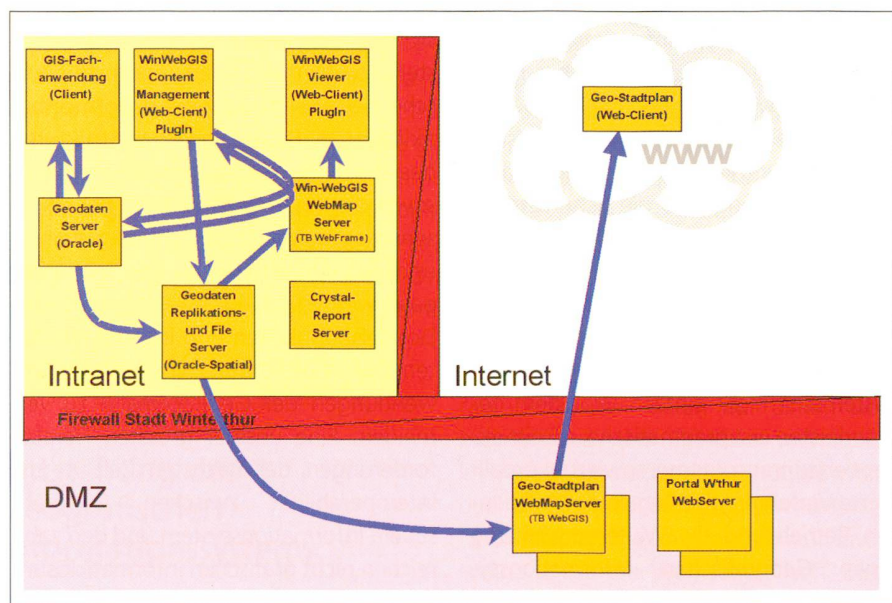 GIS-Fach-
anwendung
(Client)
WinWebGIS
Content
Management
(Web-Cient)
PlugIn
WinWebGIS
Viewer
(Web-Client)
PlugIn
Geo-Stadtplan
(Web-Client)
www
Geodaten
Server
(Oracle)
Win-WebGIS
WebMap
Server
(TB WebFrame)
Geodaten
Replikations-
und File
Server
(Oracle-Spatial)
Crystal-
Report
Server
Intranet
Internet
Firewall Stadt Winterthur
DMZ
Geo-Stadtplan
WebMapServer
(TB WebGIS)
Portal W'thur
WebServer